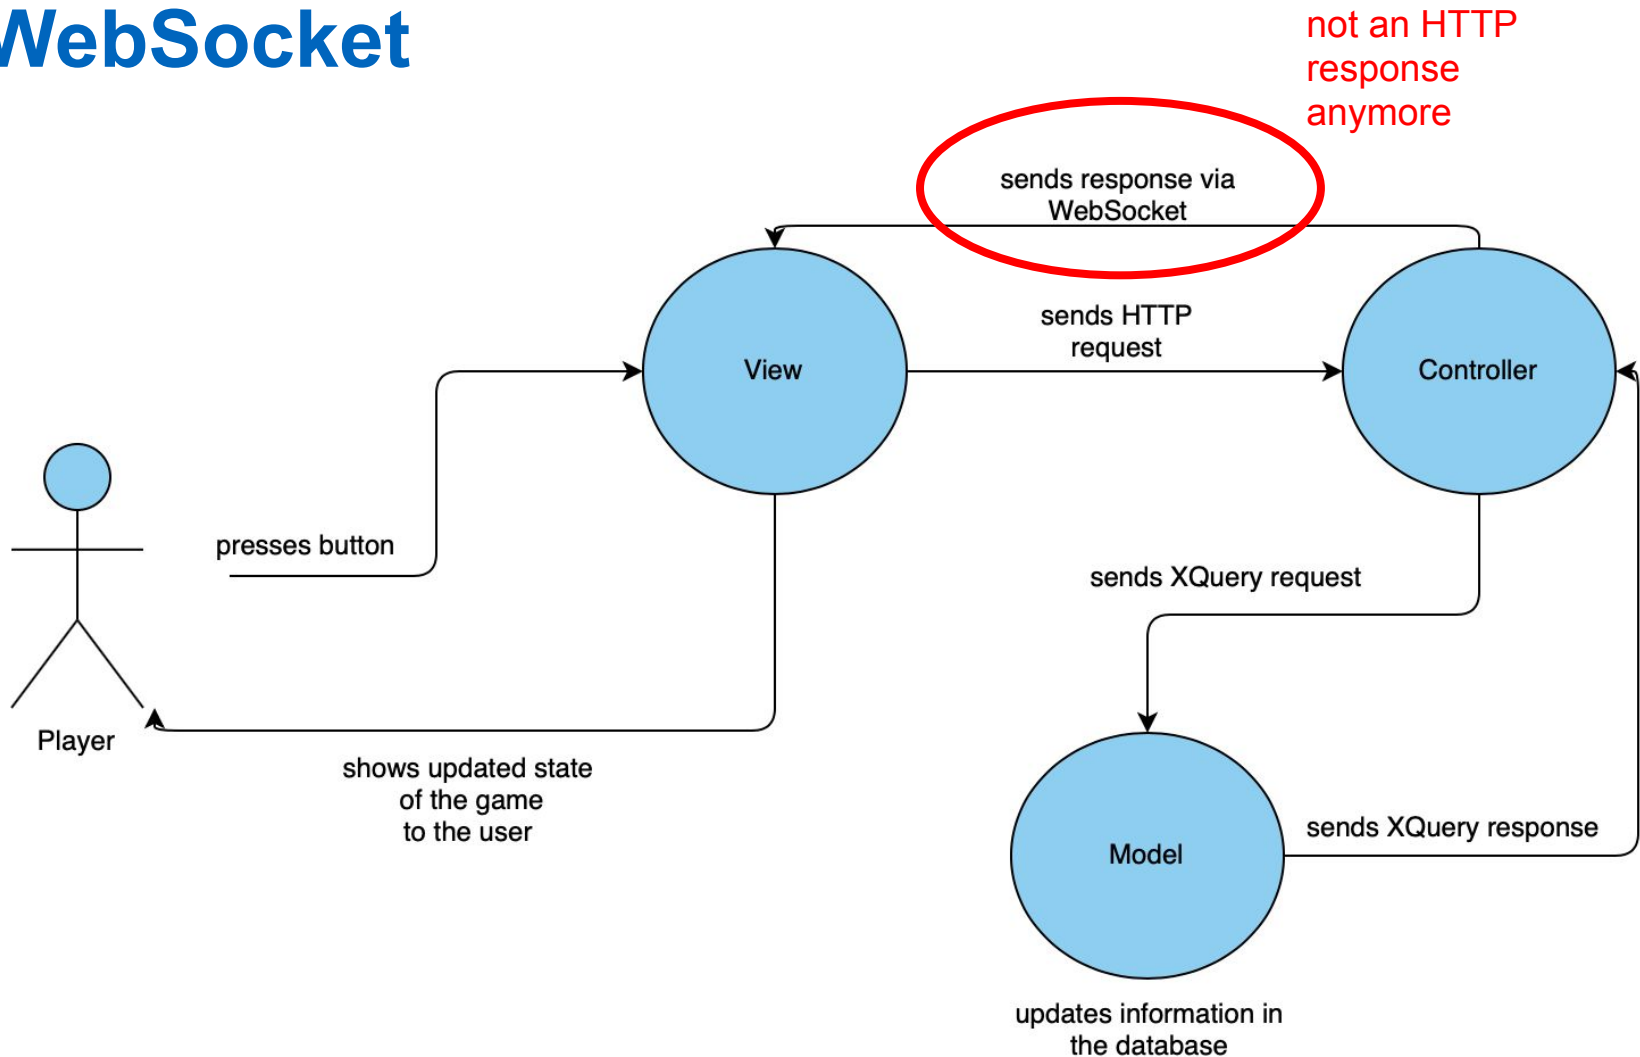 WebSocket
not an HTTP
response
anymore
sends response via
WebSocket
sends HTTP
request
View
Controller
presses button
sends XQuery request
Player
shows updated state
of the game
to the user
sends XQuery response
Model
updates information in
the database